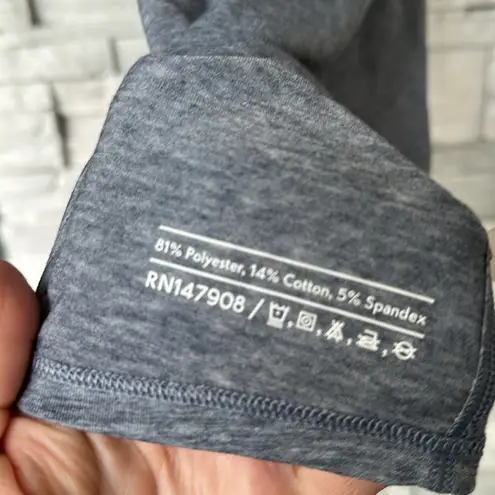 81% Polyester, 14% Cotton, 5% Spandex
RN147908 /